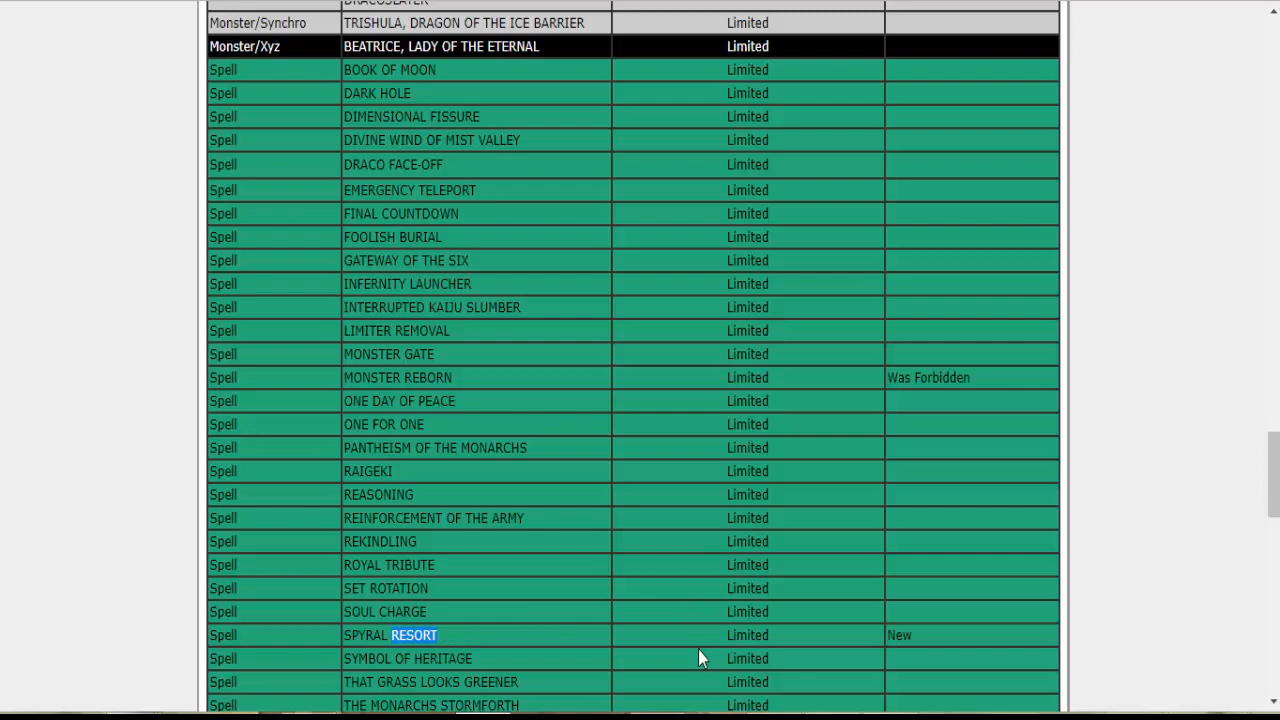 DRACOSLAYER
Monster/Synchro TRISHULA, DRAGON OF THE ICE BARRIER Limited
Monster/Xyz BEATRICE, LADY OF THE ETERNAL Limited
Spell BOOK OF MOON Limited
Spell DARK HOLE Limited
Spell DIMENSIONAL FISSURE Limited
Spell DIVINE WIND OF MIST VALLEY Limited
Spell DRACO FACE-OFF Limited
Spell EMERGENCY TELEPORT Limited
Spell FINAL COUNTDOWN Limited
Spell FOOLISH BURIAL Limited
Spell GATEWAY OF THE SIX Limited
Spell INFERNITY LAUNCHER Limited
Spell INTERRUPTED KAIJU SLUMBER Limited
Spell LIMITER REMOVAL Limited
Spell MONSTER GATE Limited
Spell MONSTER REBORN Limited Was Forbidden
Spell ONE DAY OF PEACE Limited
Spell ONE FOR ONE Limited
Spell PANTHEISM OF THE MONARCHS Limited
Spell RAIGEKI Limited
Spell REASONING Limited
Spell REINFORCEMENT OF THE ARMY Limited
Spell REKINDLING Limited
Spell ROYAL TRIBUTE Limited
Spell SET ROTATION Limited
Spell SOUL CHARGE Limited
Spell SPYRAL RESORT Limited New
Spell SYMBOL OF HERITAGE Limited
Spell THAT GRASS LOOKS GREENER Limited
Spell THE MONARCHS STORMFORTH Limited